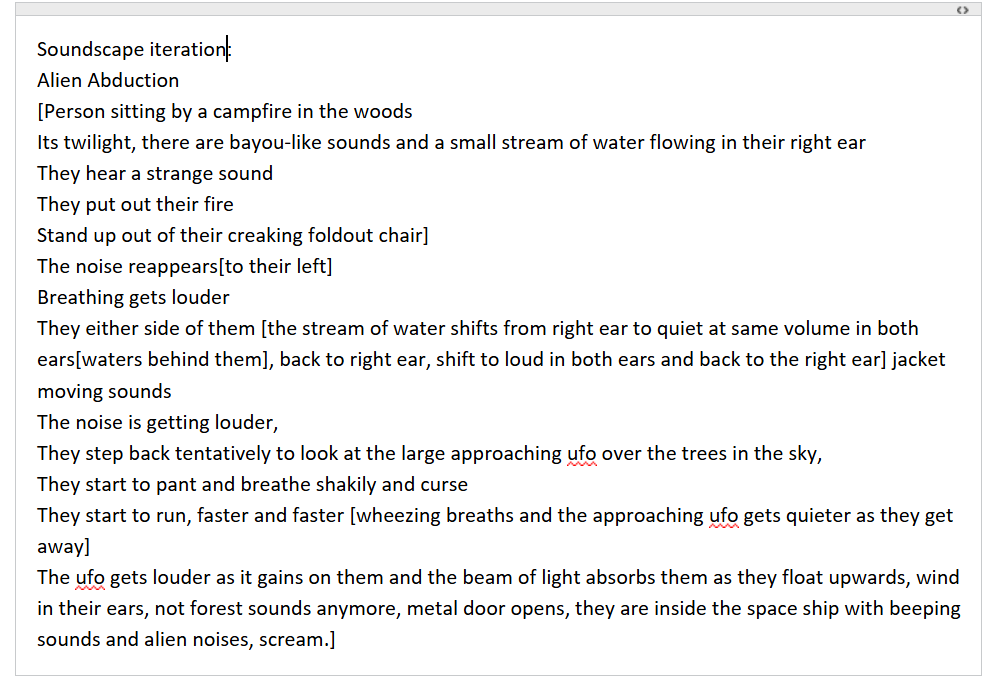 Soundscape iteration:
Alien Abduction
[Person sitting by a campfire in the woods
Its twilight, there are bayou-like sounds and a small stream of water flowing in their right ear
They hear a strange sound
They put out their fire
Stand up out of their creaking foldout chair]
The noise reappears[to their left]
Breathing gets louder
They either side of them [the stream of water shifts from right ear to quiet at same volume in both
ears[waters behind them], back to right ear, shift to loud in both ears and back to the right ear] jacket
moving sounds
The noise is getting louder,
They step back tentatively to look at the large approaching ufo over the trees in the sky,
They start to pant and breathe shakily and curse
They start to run, faster and faster [wheezing breaths and the approaching ufo gets quieter as they get
away]
The ufo gets louder as it gains on them and the beam of light absorbs them as they float upwards, wind
in their ears, not forest sounds anymore, metal door opens, they are inside the space ship with beeping
sounds and alien noises, scream.]